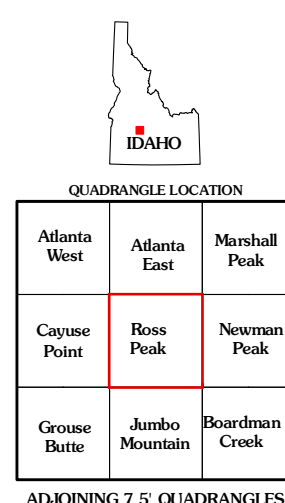 IDAHO
QUADRANGLE LOCATION
Atlanta West
Atlanta East
Marshall Peak
Cayuse Point
Ross Peak
Newman Peak
Grouse Butte
Jumbo Mountain
Boardman Creek
ADJOINING 7.5' QUADRANGLES